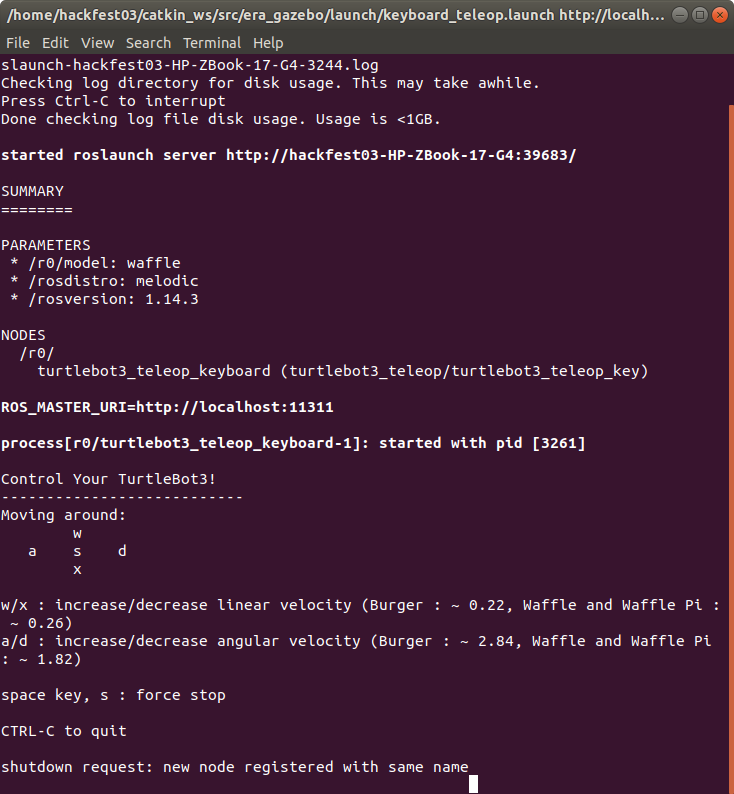 /home/hackfest03/catkin_ws/src/era_gazebo/launch/keyboard_teleop.launch http://localh...
File Edit View Search Terminal Help
slaunch-hackfest03-HP-ZBook-17-G4-3244.log
Checking log directory for disk usage. This may take awhile.
Press Ctrl-C to interrupt
Done checking log file disk usage. Usage is <1GB.
started roslaunch server http://hackfest03-HP-ZBook-17-G4:39683/
SUMMARY
========
PARAMETERS
 * /r0/model: waffle
 * /rosdistro: melodic
 * /rosversion: 1.14.3
NODES
  /r0/
    turtlebot3_teleop_keyboard (turtlebot3_teleop/turtlebot3_teleop_key)
ROS_MASTER_URI=http://localhost:11311
process[r0/turtlebot3_teleop_keyboard-1]: started with pid [3261]
Control Your TurtleBot3!
---------------------------
Moving around:
        w
   a    s    d
        x
w/x : increase/decrease linear velocity (Burger : ~ 0.22, Waffle and Waffle Pi :
 ~ 0.26)
a/d : increase/decrease angular velocity (Burger : ~ 2.84, Waffle and Waffle Pi
: ~ 1.82)
space key, s : force stop
CTRL-C to quit
shutdown request: new node registered with same name